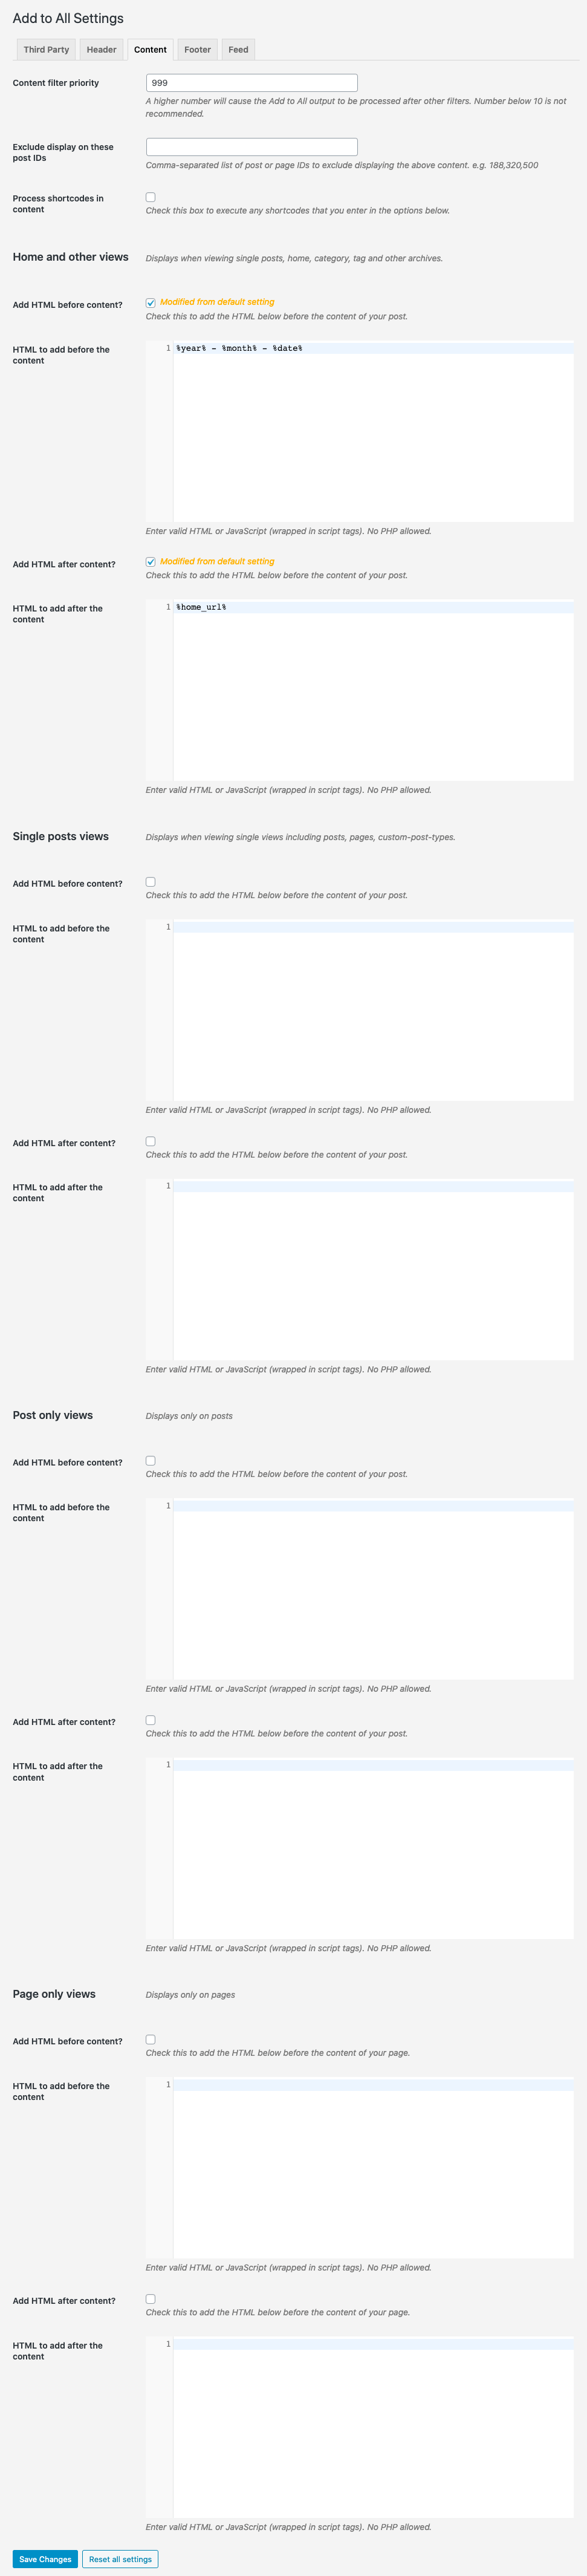 Add to All Settings
Third Party Header Content Footer Feed
Content filter priority
999
A higher number will cause the Add to All output to be processed after other filters. Number below 10 is not
recommended.
Exclude display on these
post IDs
Comma-separated list of post or page IDs to exclude displaying the above content. e.g. 188,320,500
Process shortcodes in
content
Check this box to execute any shortcodes that you enter in the options below.
Home and other views
Displays when viewing single posts, home, category, tag and other archives.
Add HTML before content?
Modified from default setting
Check this to add the HTML below before the content of your post.
HTML to add before the
content
1 %year% - %month% - %date%
Enter valid HTML or JavaScript (wrapped in script tags). No PHP allowed.
Add HTML after content?
Modified from default setting
Check this to add the HTML below before the content of your post.
HTML to add after the
content
1 %home_url%
Enter valid HTML or JavaScript (wrapped in script tags). No PHP allowed.
Single posts views
Displays when viewing single views including posts, pages, custom-post-types.
Add HTML before content?
Check this to add the HTML below before the content of your post.
HTML to add before the
content
1
Enter valid HTML or JavaScript (wrapped in script tags). No PHP allowed.
Add HTML after content?
Check this to add the HTML below before the content of your post.
HTML to add after the
content
1
Enter valid HTML or JavaScript (wrapped in script tags). No PHP allowed.
Post only views
Displays only on posts
Add HTML before content?
Check this to add the HTML below before the content of your post.
HTML to add before the
content
1
Enter valid HTML or JavaScript (wrapped in script tags). No PHP allowed.
Add HTML after content?
Check this to add the HTML below before the content of your post.
HTML to add after the
content
1
Enter valid HTML or JavaScript (wrapped in script tags). No PHP allowed.
Page only views
Displays only on pages
Add HTML before content?
Check this to add the HTML below before the content of your page.
HTML to add before the
content
1
Enter valid HTML or JavaScript (wrapped in script tags). No PHP allowed.
Add HTML after content?
Check this to add the HTML below before the content of your page.
HTML to add after the
content
1
Enter valid HTML or JavaScript (wrapped in script tags). No PHP allowed.
Save Changes Reset all settings